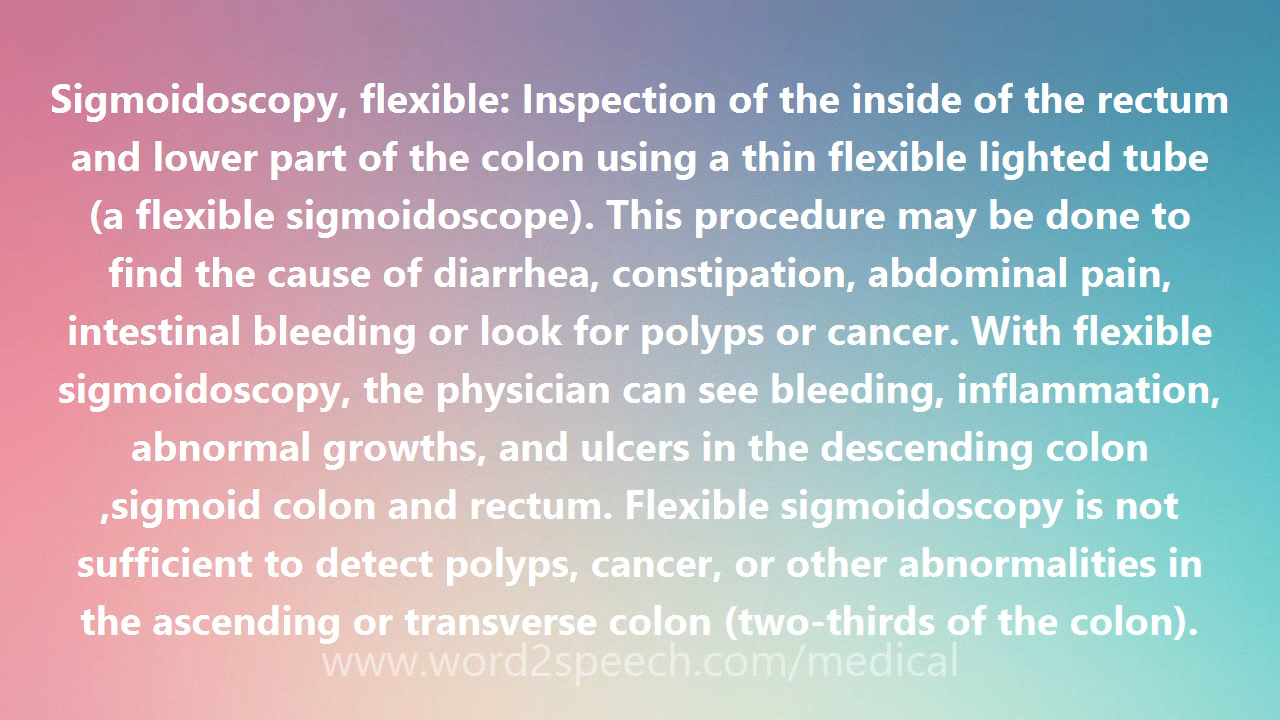 Sigmoidoscopy, flexible: Inspection of the inside of the rectum
and lower part of the colon using a thin flexible lighted tube
(a flexible sigmoidoscope). This procedure may be done to
find the cause of diarrhea, constipation, abdominal pain,
intestinal bleeding or look for polyps or cancer. With flexible
sigmoidoscopy, the physician can see bleeding, inflammation,
abnormal growths, and ulcers in the descending colon
,sigmoid colon and rectum. Flexible sigmoidoscopy is not
sufficient to detect polyps, cancer, or other abnormalities in
the ascending or transverse colon (two-thirds of the colon).
www.word2speech.com/medical